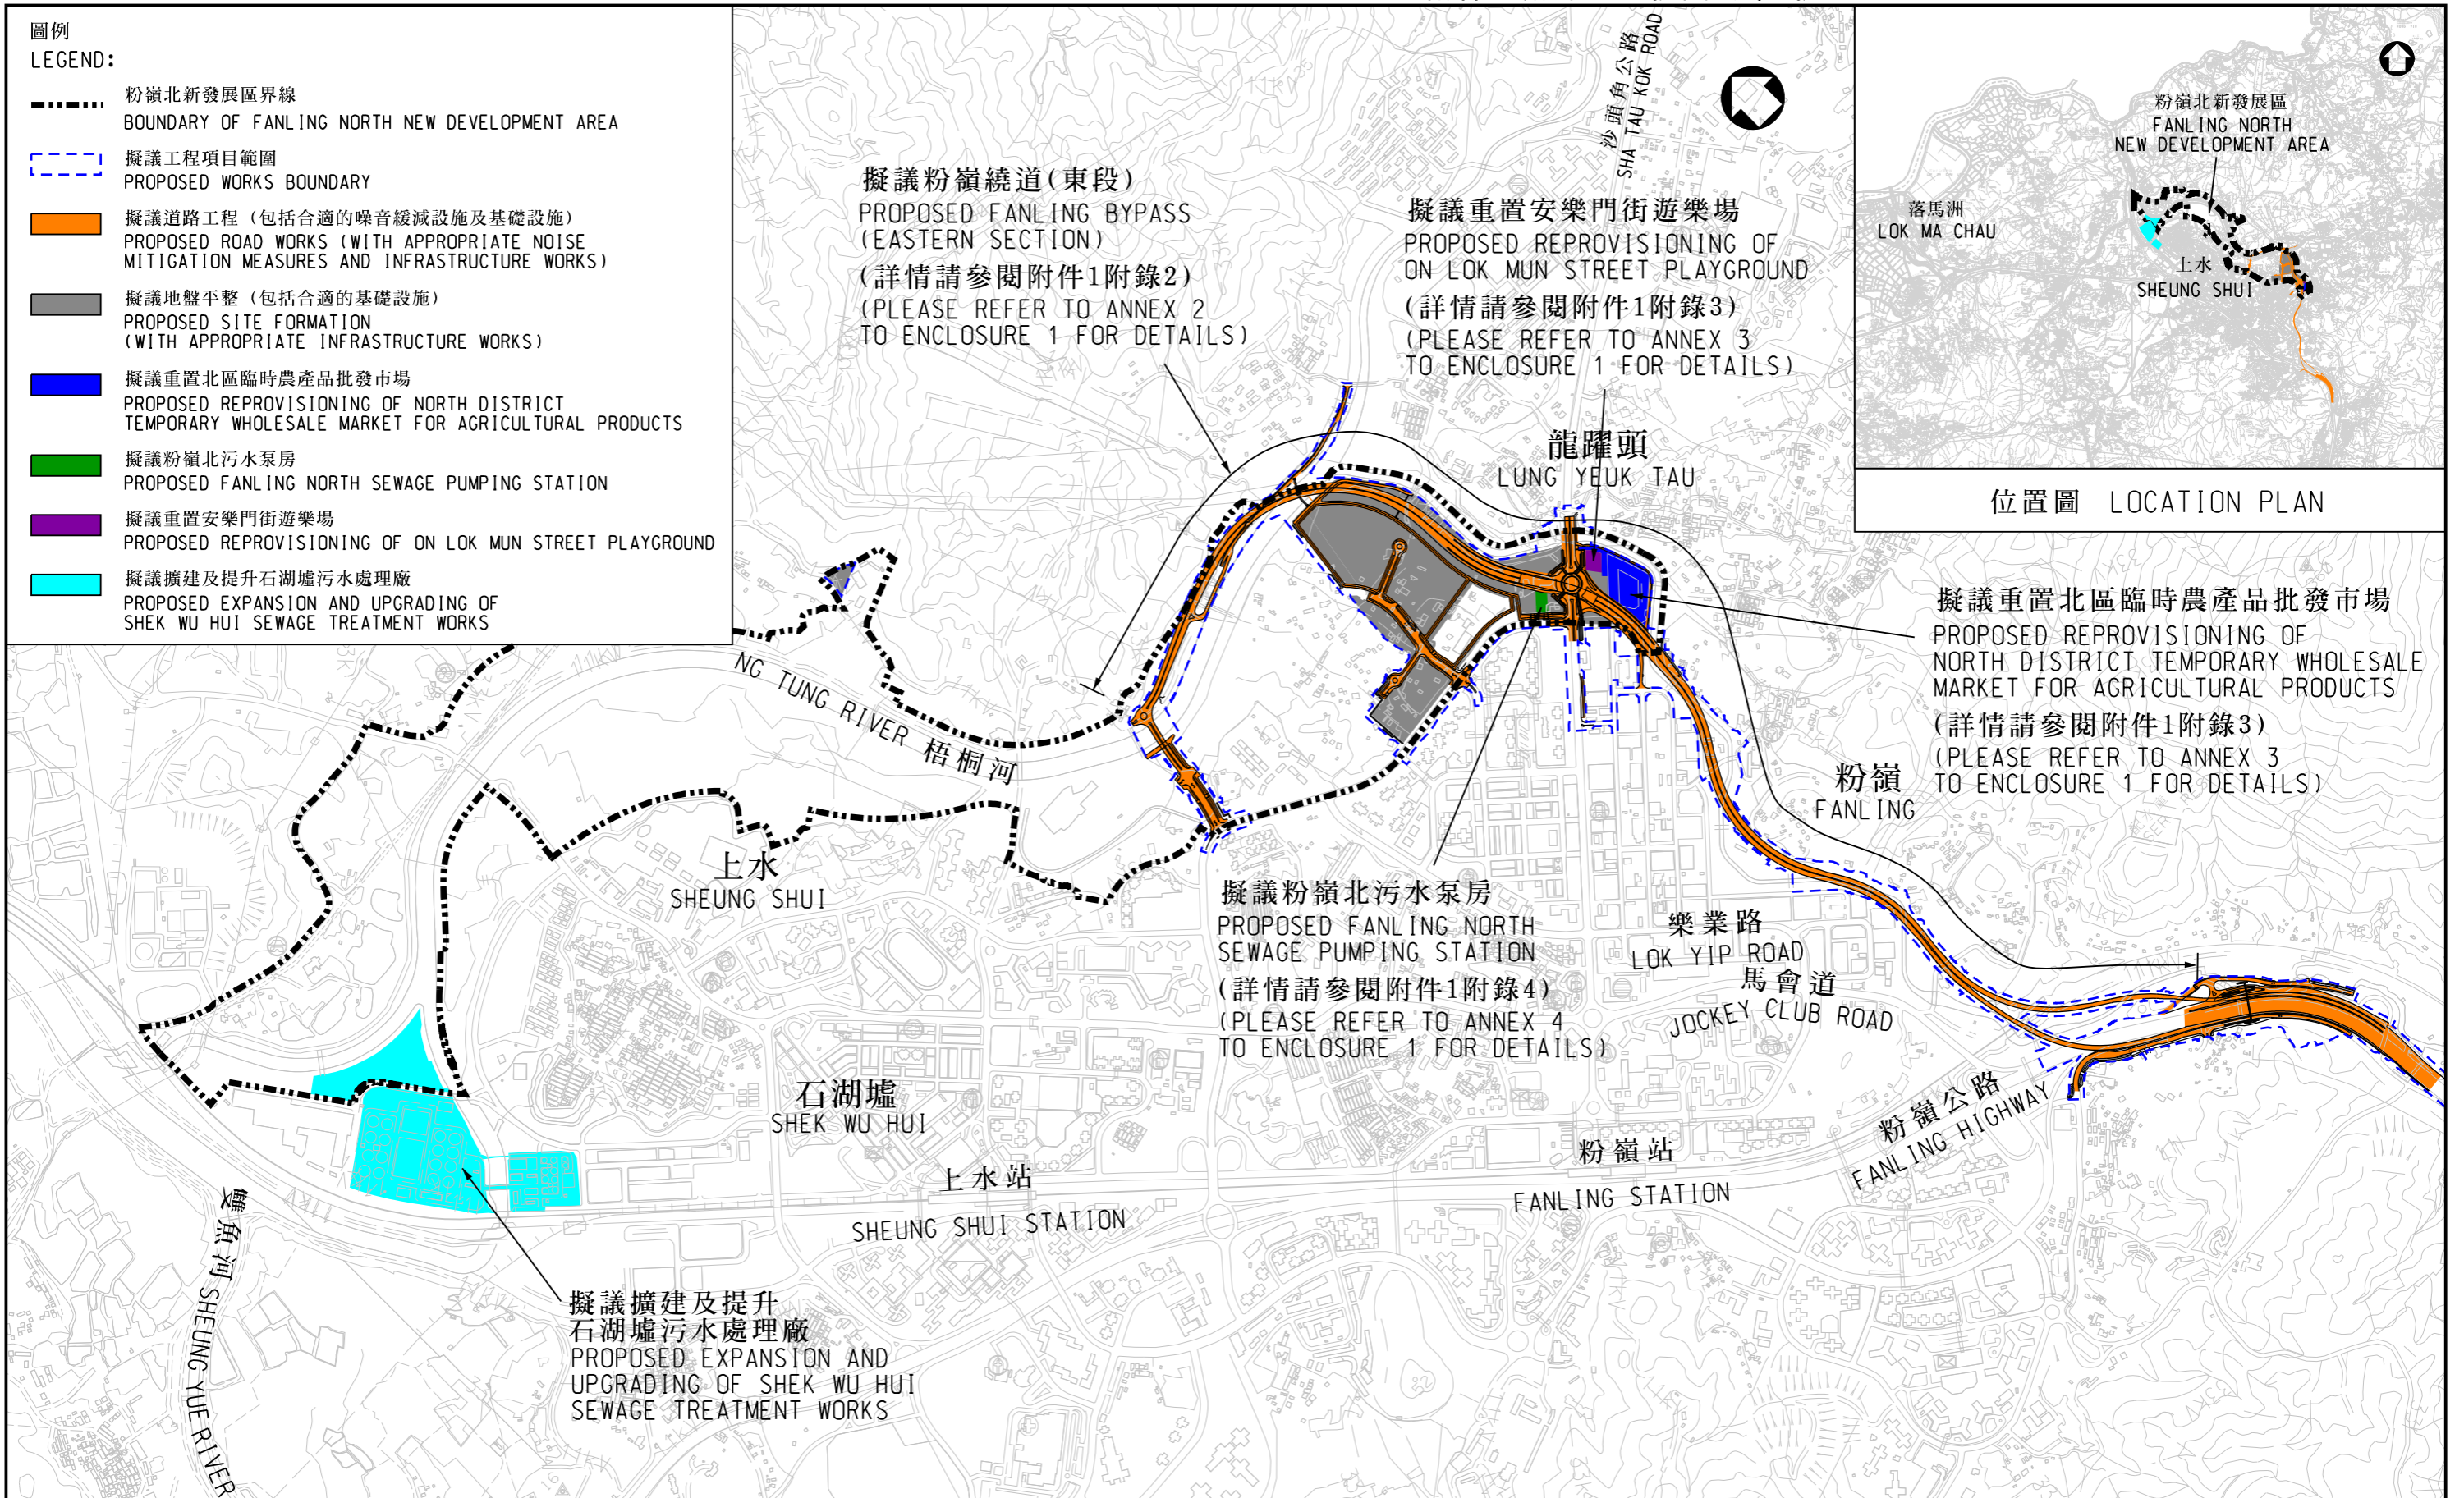 圖例
LEGEND:
粉嶺北新發展區界線
BOUNDARY OF FANLING NORTH NEW DEVELOPMENT AREA
擬議工程項目範圍
PROPOSED WORKS BOUNDARY
擬議道路工程 (包括合適的噪音緩減設施及基礎設施)
PROPOSED ROAD WORKS (WITH APPROPRIATE NOISE
MITIGATION MEASURES AND INFRASTRUCTURE WORKS)
擬議地盤平整 (包括合適的基礎設施)
PROPOSED SITE FORMATION
(WITH APPROPRIATE INFRASTRUCTURE WORKS)
擬議重置北區臨時農產品批發市場
PROPOSED REPROVISIONING OF NORTH DISTRICT
TEMPORARY WHOLESALE MARKET FOR AGRICULTURAL PRODUCTS
擬議粉嶺北污水泵房
PROPOSED FANLING NORTH SEWAGE PUMPING STATION
擬議重置安樂門街遊樂場
PROPOSED REPROVISIONING OF ON LOK MUN STREET PLAYGROUND
擬議擴建及提升石湖墟污水處理廠
PROPOSED EXPANSION AND UPGRADING OF
SHEK WU HUI SEWAGE TREATMENT WORKS
沙頭角公路
SHA TAU KOK ROAD
擬議粉嶺繞道(東段)
PROPOSED FANLING BYPASS
(EASTERN SECTION)
(詳情請參閱附件1附錄2)
(PLEASE REFER TO ANNEX 2
TO ENCLOSURE 1 FOR DETAILS)
擬議重置安樂門街遊樂場
PROPOSED REPROVISIONING OF
ON LOK MUN STREET PLAYGROUND
(詳情請參閱附件1附錄3)
(PLEASE REFER TO ANNEX 3
TO ENCLOSURE 1 FOR DETAILS)
粉嶺北新發展區
FANLING NORTH
NEW DEVELOPMENT AREA
落馬洲
LOK MA CHAU
上水
SHEUNG SHUI
位置圖 LOCATION PLAN
龍躍頭
LUNG YEUK TAU
擬議重置北區臨時農產品批發市場
PROPOSED REPROVISIONING OF
NORTH DISTRICT TEMPORARY WHOLESALE
MARKET FOR AGRICULTURAL PRODUCTS
(詳情請參閱附件1附錄3)
(PLEASE REFER TO ANNEX 3
TO ENCLOSURE 1 FOR DETAILS)
NG TUNG RIVER 梧桐河
粉嶺
FANLING
上水
SHEUNG SHUI
擬議粉嶺北污水泵房
PROPOSED FANLING NORTH
SEWAGE PUMPING STATION
(詳情請參閱附件1附錄4)
(PLEASE REFER TO ANNEX 4
TO ENCLOSURE 1 FOR DETAILS)
樂業路
LOK YIP ROAD
馬會道
JOCKEY CLUB ROAD
石湖墟
SHEK WU HUI
粉嶺公路
FANLING HIGHWAY
上水站
SHEUNG SHUI STATION
粉嶺站
FANLING STATION
雙魚河 SHEUNG YUE RIVER
擬議擴建及提升
石湖墟污水處理廠
PROPOSED EXPANSION AND
UPGRADING OF SHEK WU HUI
SEWAGE TREATMENT WORKS